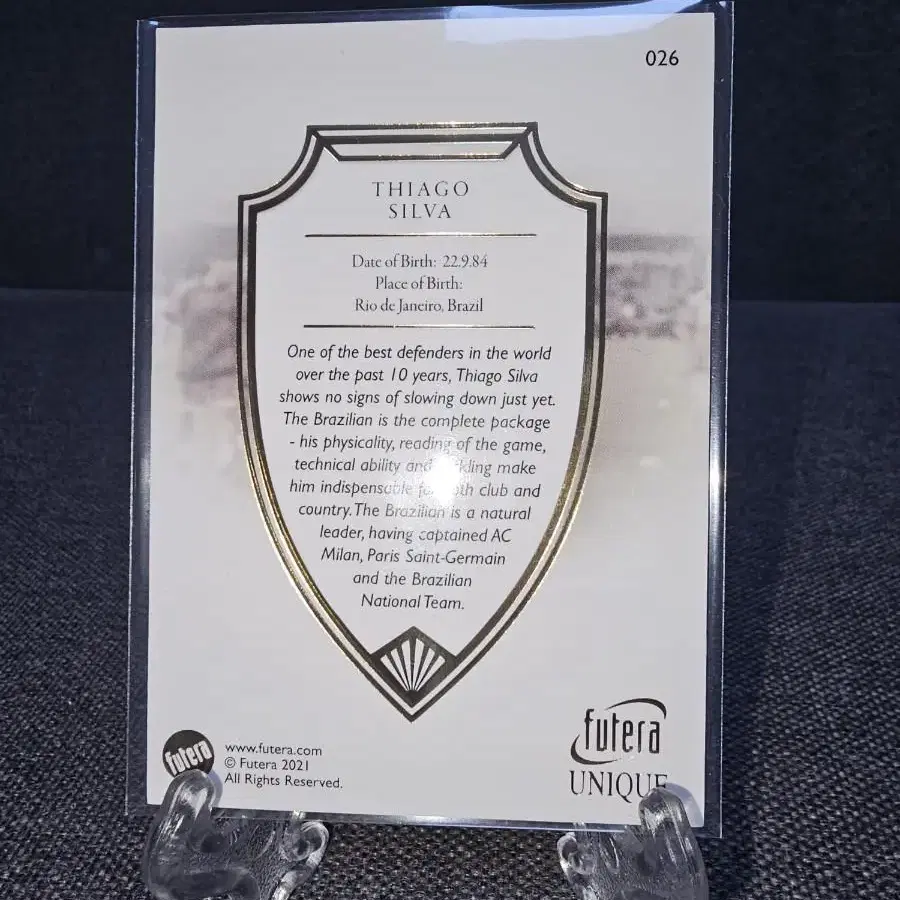 026
THIAGO
SILVA
Date of Birth: 22.9.84
Place of Birth:
Rio de Janeiro, Brazil
One of the best defenders in the world
over the past 10 years, Thiago Silva
shows no signs of slowing down just yet.
The Brazilian is the complete package
- his physicality, reading of the game,
technical ability and make
him indispensable club and
country. The Brazilian is a natural
leader, having captained AC
Milan, Paris Saint-Germain
and the Brazilian
National Team.
futera
UNIQUE
futera
www.futera.com
© Futera 2021
All Rights Reserved.